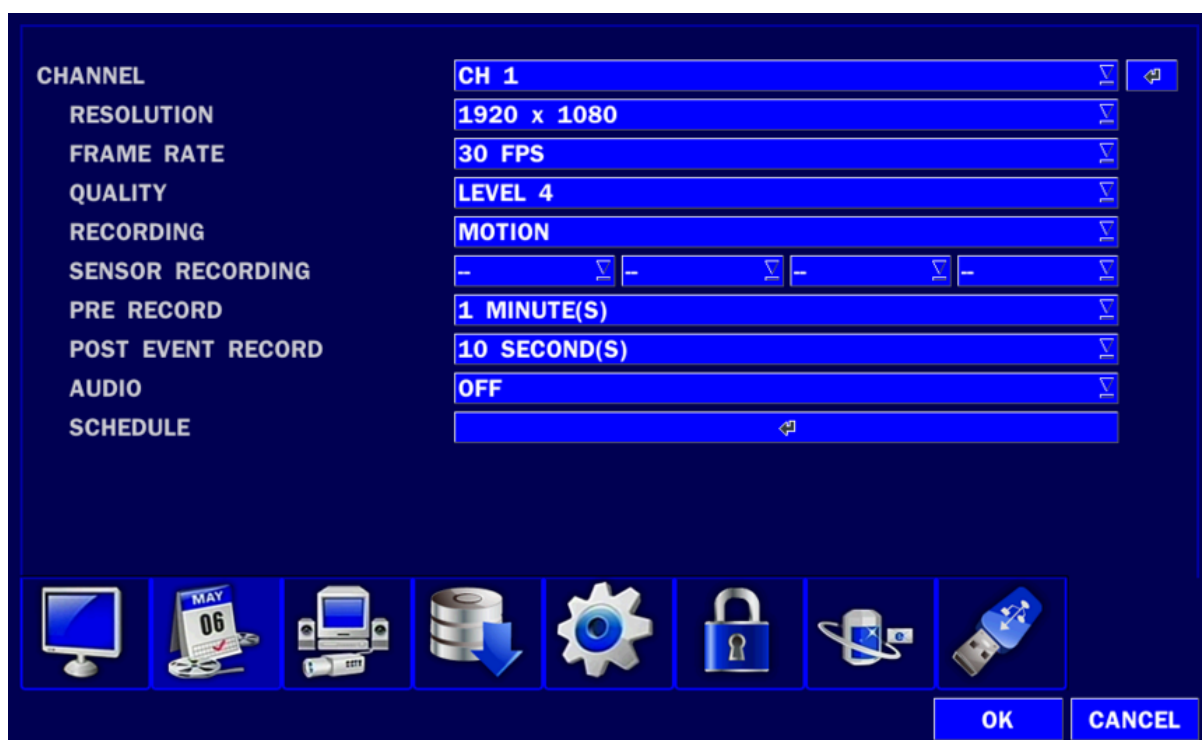 CHANNEL CH 1
RESOLUTION 1920 x 1080
FRAME RATE 30 FPS
QUALITY LEVEL 4
RECORDING MOTION
SENSOR RECORDING -- -- -- --
PRE RECORD 1 MINUTE(S)
POST EVENT RECORD 10 SECOND(S)
AUDIO OFF
SCHEDULE
MAY
06
OK CANCEL